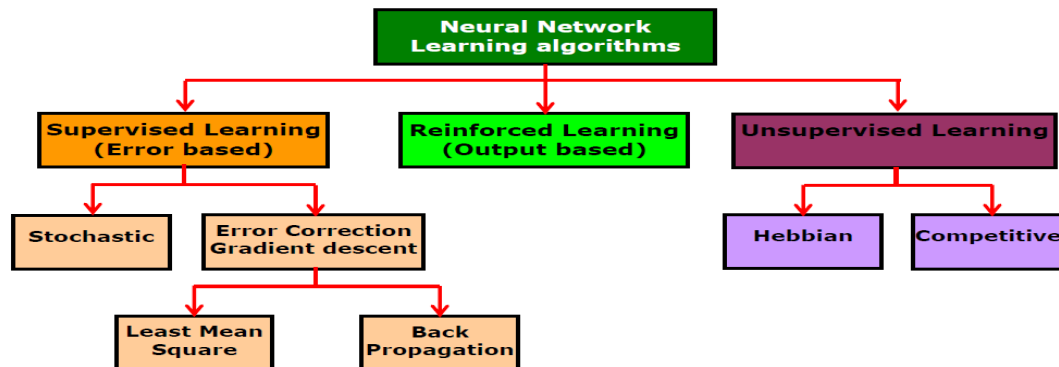 Neural Network
Learning algorithms
Supervised Learning
(Error based)
Reinforced Learning
(Output based)
Unsupervised Learning
Stochastic
Error Correction
Gradient descent
Hebbian
Competitive
Least Mean
Square
Back
Propagation